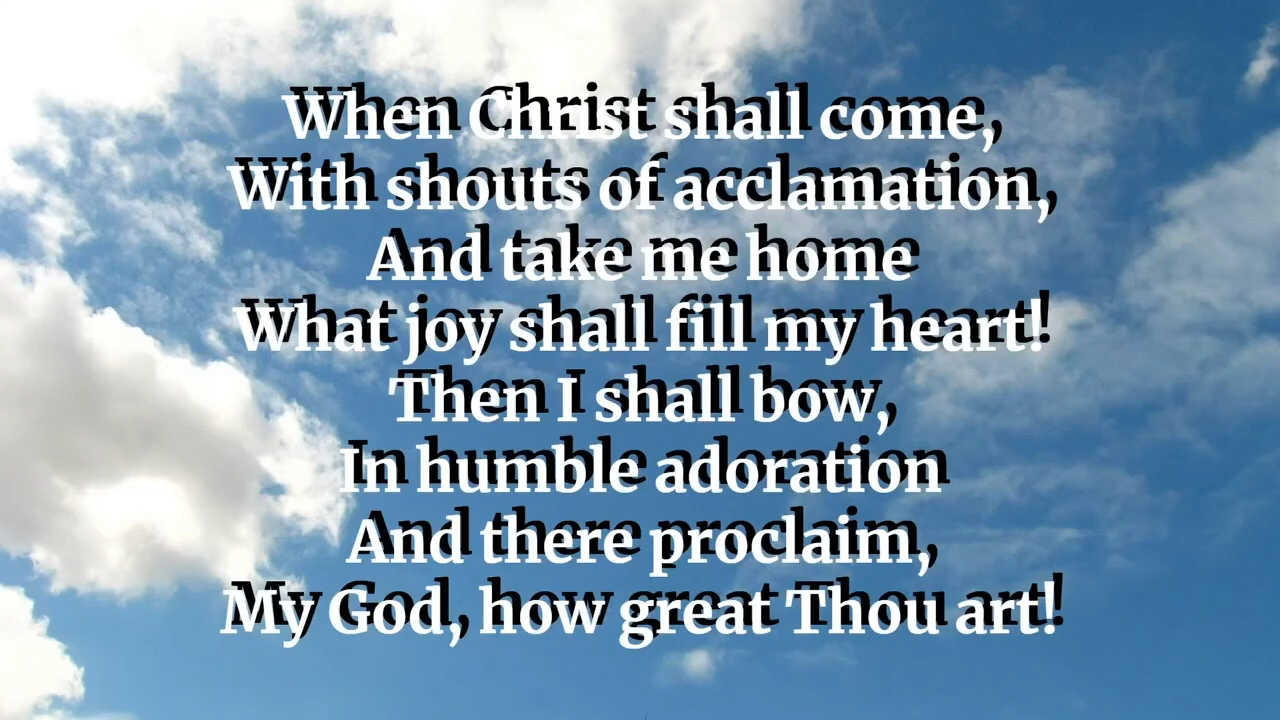 When Christ shall come,
With shouts of acclamation,
And take me home
What joy shall fill my heart!
Then I shall bow,
In humble adoration
And there proclaim,
My God, how great Thou art!